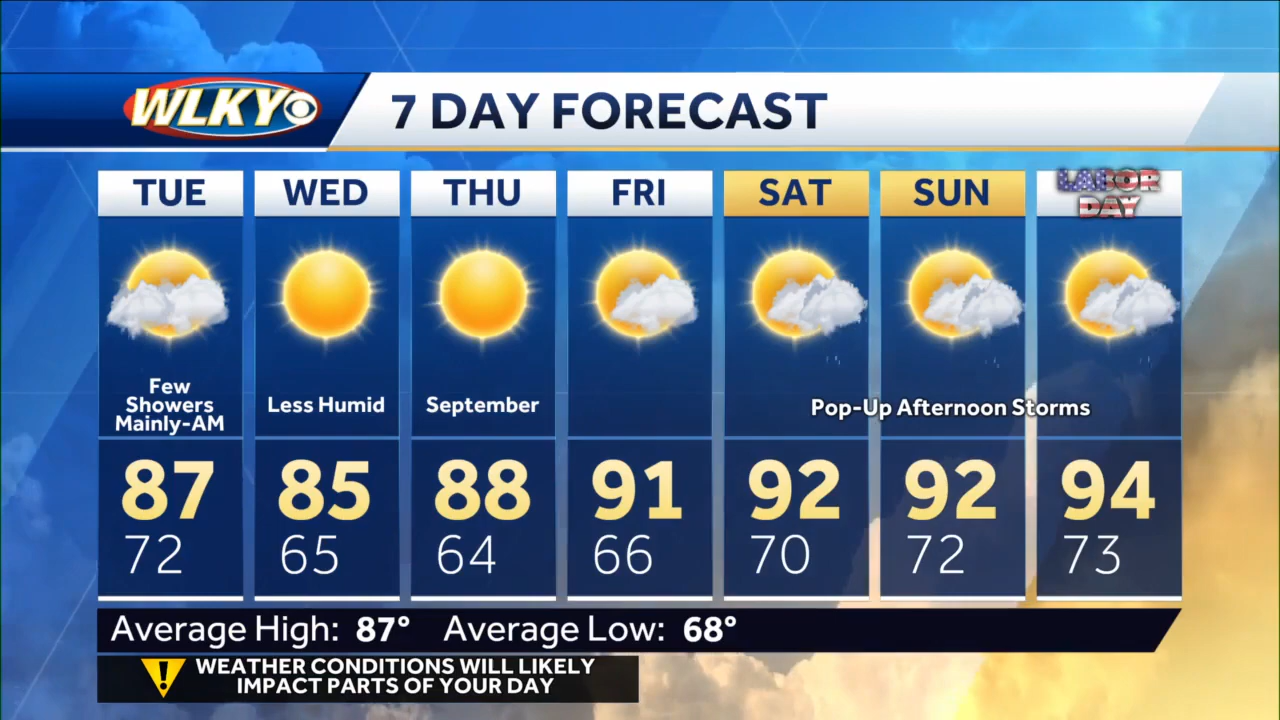 WLKY
7 DAY FORECAST
TUE WED THU FRI SAT SUN LABOR
DAY
Few
Showers
Mainly-AM
Less Humid
September
Pop-Up Afternoon Storms
87 85 88 91 92 92 94
72 65 64 66 70 72 73
Average High: 87° Average Low: 68°
WEATHER CONDITIONS WILL LIKELY
IMPACT PARTS OF YOUR DAY